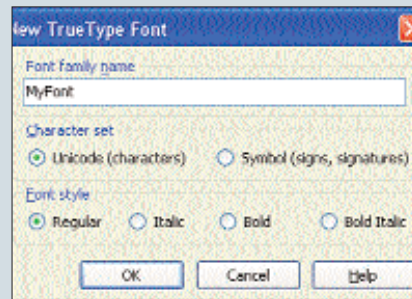 New TrueType Font
Font family name
MyFont
Character set
Unicode (characters) Symbol (signs, signatures)
Font style
Regular Italic Bold Bold Italic
OK Cancel Help